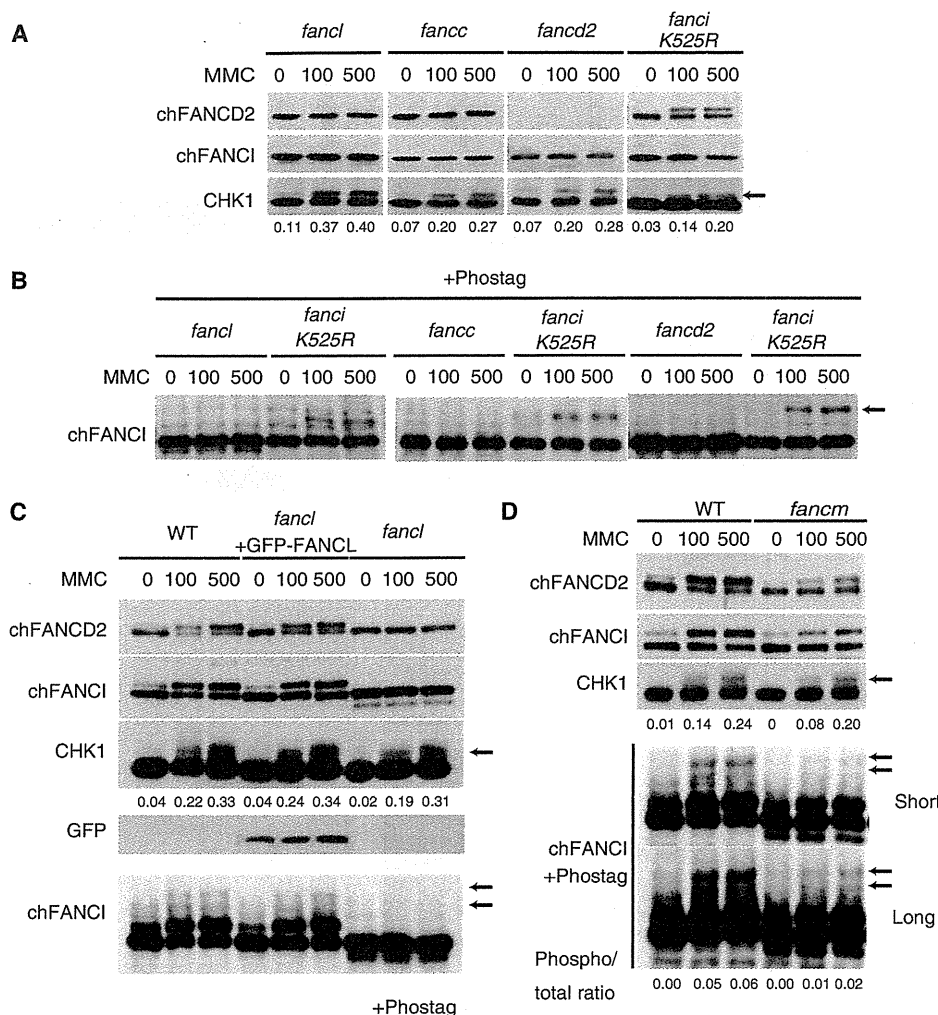 A
fancl fancc fancd2 fanci K525R
MMC 0 100 500 0 100 500 0 100 500 0 100 500
chFANCD2
chFANCI
CHK1
0.11 0.37 0.40 0.07 0.20 0.27 0.07 0.20 0.28 0.03 0.14 0.20
B
+Phostag
fancl fanci K525R fancc fanci K525R fancd2 fanci K525R
MMC 0 100 500 0 100 500 0 100 500 0 100 500 0 100 500 0 100 500
chFANCI
C
WT fancl +GFP-FANCL fancl
MMC 0 100 500 0 100 500 0 100 500
chFANCD2
chFANCI
CHK1
0.04 0.22 0.33 0.04 0.24 0.34 0.02 0.19 0.31
GFP
chFANCI
+Phostag
D
WT fancm
MMC 0 100 500 0 100 500
chFANCD2
chFANCI
CHK1
0.01 0.14 0.24 0 0.08 0.20
Short
chFANCI
+Phostag
Long
Phospho/
total ratio
0.00 0.05 0.06 0.00 0.01 0.02